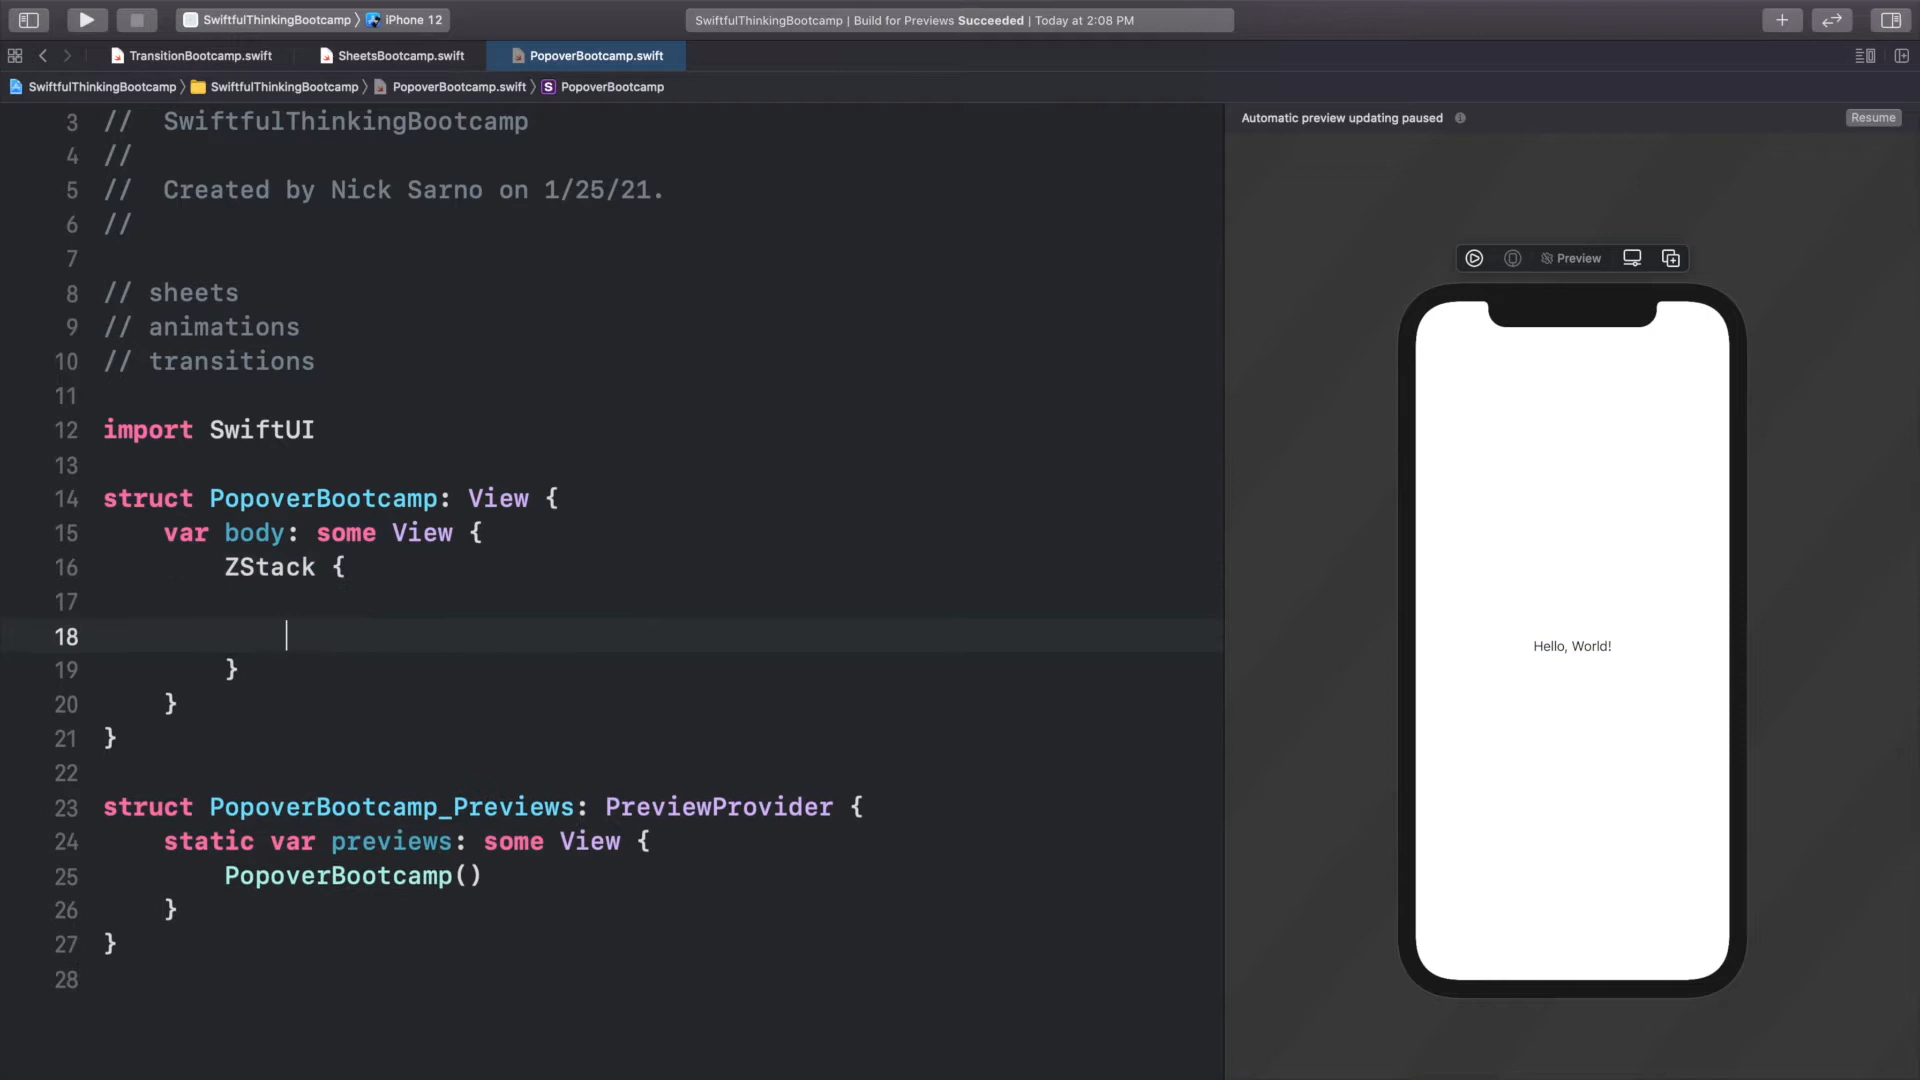 SwiftfulThinkingBootcamp 〉 iPhone 12
SwiftfulThinkingBootcamp | Build for Previews Succeeded | Today at 2:08 PM
TransitionBootcamp.swift
SheetsBootcamp.swift
PopoverBootcamp.swift
SwiftfulThinkingBootcamp 〉 SwiftfulThinkingBootcamp 〉 PopoverBootcamp.swift 〉 S PopoverBootcamp
3 //  SwiftfulThinkingBootcamp
4 //
5 //  Created by Nick Sarno on 1/25/21.
6 //
7
8 // sheets
9 // animations
10 // transitions
11
12 import SwiftUI
13
14 struct PopoverBootcamp: View {
15     var body: some View {
16         ZStack {
17
18
19         }
20     }
21 }
22
23 struct PopoverBootcamp_Previews: PreviewProvider {
24     static var previews: some View {
25         PopoverBootcamp()
26     }
27 }
28
Automatic preview updating paused
Resume
Preview
Hello, World!